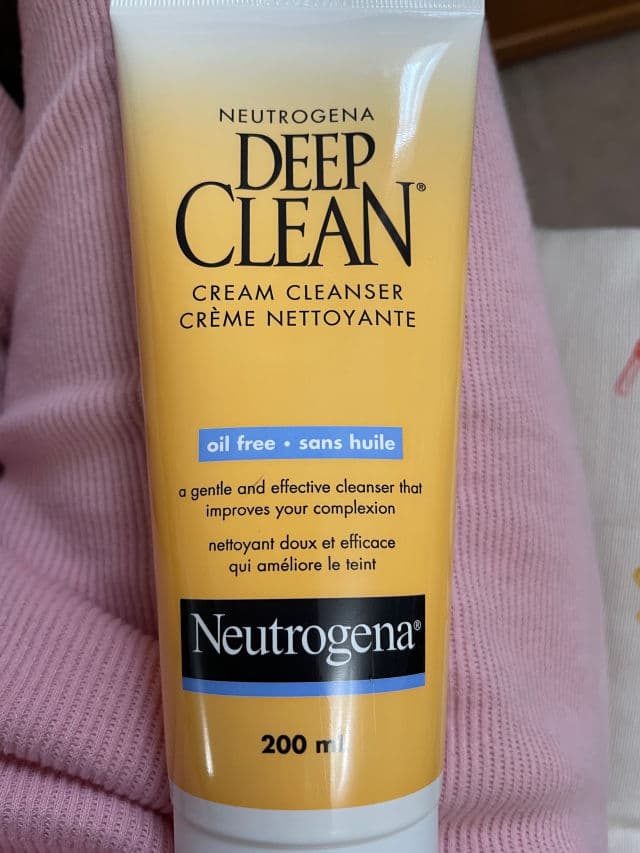 NEUTROGENA
DEEP
CLEAN®
CREAM CLEANSER
CRÈME NETTOYANTE
oil free • sans huile
a gentle and effective cleanser that
improves your complexion
nettoyant doux et efficace
qui améliore le teint
Neutrogena®
200 ml